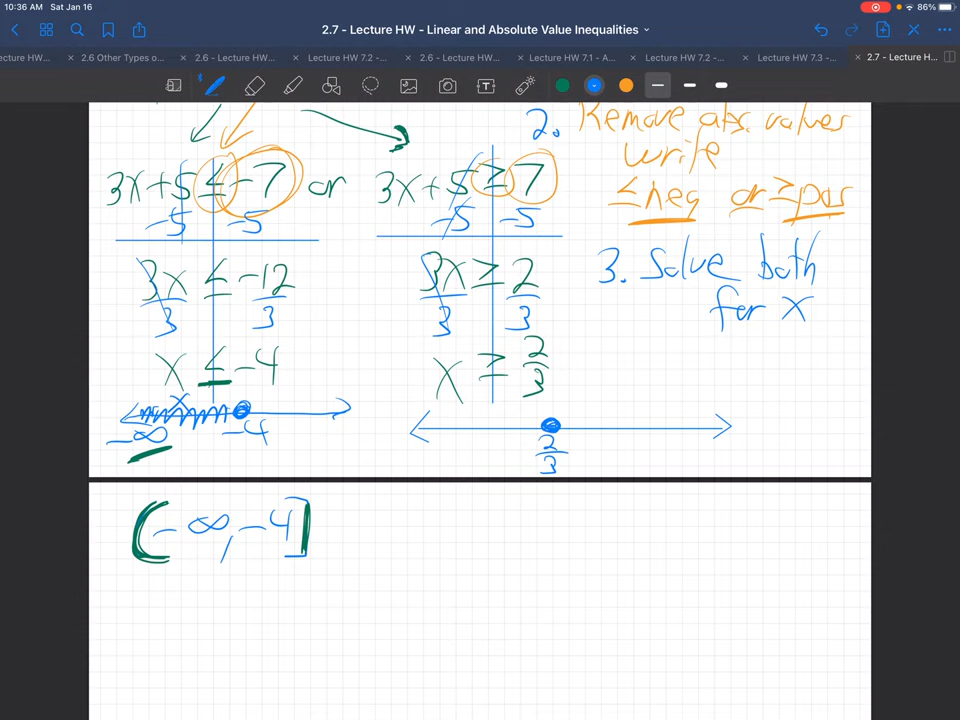 10:36 AM Sat Jan 16
86%
2.7 - Lecture HW - Linear and Absolute Value Inequalities
ecture HW...
2.6 Other Types o...
2.6 - Lecture HW...
Lecture HW 7.2 -...
2.6 - Lecture HW...
Lecture HW 7.1 - A...
Lecture HW 7.2 -...
Lecture HW 7.3 -...
2.7 - Lecture H...
2. Remove abs. values
write
≤ neg or ≥ pos
3x + 5 ≤ -7 or 3x + 5 ≥ 7
-5 -5 -5 -5
3. Solve both
for x
3x ≤ -12 3x ≥ 2
3 3 3 3
x ≤ -4 x ≥ 2/3
-∞ -4 2/3
(-∞, -4]